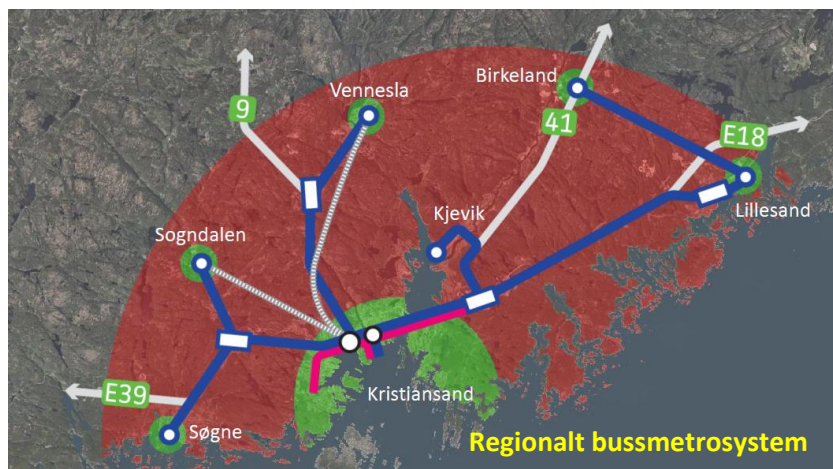 Birkeland
Vennesla
9
41
E18
Kjevik
Lillesand
Sogndalen
Kristiansand
E39
Søgne
Regionalt bussmetrosystem